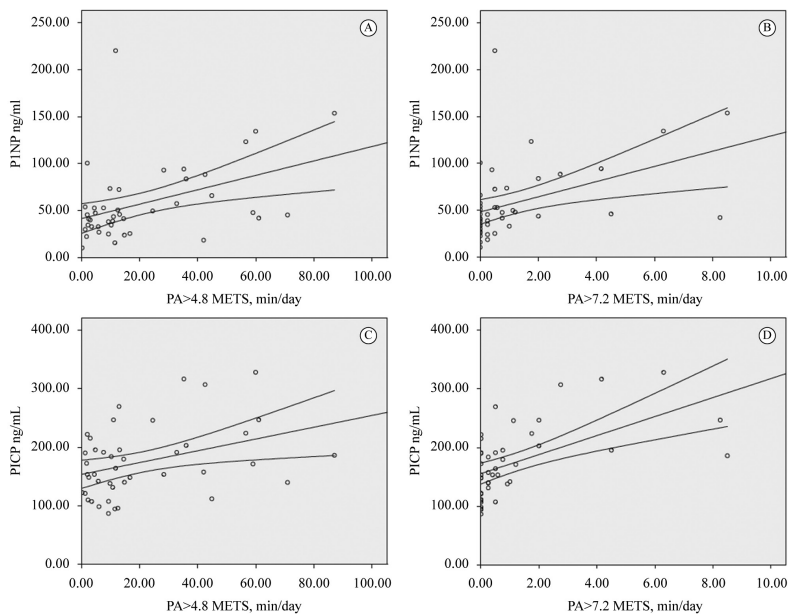 A
P1NP ng/ml
250.00
200.00
150.00
100.00
50.00
00.00
0.00 20.00 40.00 60.00 80.00 100.00
PA>4.8 METS, min/day
B
P1NP ng/ml
250.00
200.00
150.00
100.00
50.00
00.00
0.00 2.00 4.00 6.00 8.00 10.00
PA>7.2 METS, min/day
C
PICP ng/mL
400.00
300.00
200.00
100.00
0.00
0.00 20.00 40.00 60.00 80.00 100.00
PA>4.8 METS, min/day
D
PICP ng/mL
400.00
300.00
200.00
100.00
0.00
0.00 2.00 4.00 6.00 8.00 10.00
PA>7.2 METS, min/day